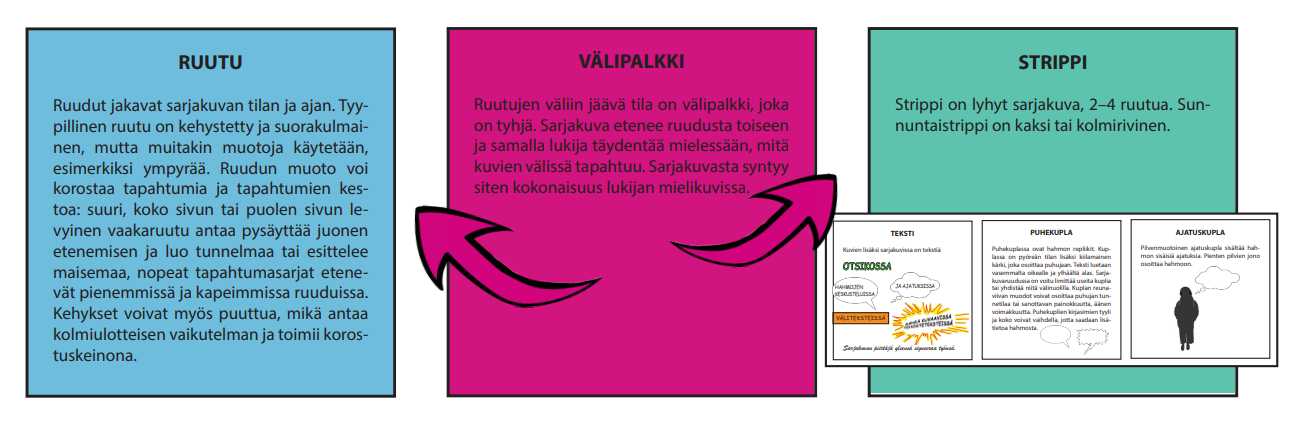 RUUTU
Ruudut jakavat sarjakuvan tilan ja ajan. Tyy-
pillinen ruutu on kehystetty ja suorakulmai-
nen, mutta muitakin muotoja käytetään,
esimerkiksi ympyrää. Ruudun muoto voi
korostaa tapahtumia ja tapahtumien kes-
toa: suuri, koko sivun tai puolen sivun le-
vyinen vaakaruutu antaa pysäyttää juonen
etenemisen ja luo tunnelmaa tai esittelee
maisemaa, nopeat tapahtumasarjat etene-
vät pienemmissä ja kapeimmissa ruuduissa.
Kehykset voivat myös puuttua, mikä antaa
kolmiulotteisen vaikutelman ja toimii koros-
tuskeinona.
VÄLIPALKKI
Ruutujen väliin jäävä tila on välipalkki, joka
on tyhjä. Sarjakuva etenee ruudusta toiseen
ja samalla lukija täydentää mielessään, mitä
kuvien välissä tapahtuu. Sarjakuvasta syntyy
siten kokonaisuus lukijan mielikuvissa.
STRIPPI
Strippi on lyhyt sarjakuva, 2–4 ruutua. Sun-
nuntaistrippi on kaksi tai kolmirivinen.
TEKSTI
Kuvien lisäksi sarjakuvissa on tekstiä
OTSIKOSSA
HAHMOJEN
KESKUSTELUISSA
JA AJATUKSISSA
VÄLITEKSTEISSÄ
Sarjakuvan piirtäjä yleensä signeeraa työnsä.
PUHEKUPLA
Puhekuplassa ovat hahmon repliikit. Kup-
lassa on pyöreän tilan lisäksi kiilamainen
kärki, joka osoittaa puhujaan. Teksti luetaan
vasemmalta oikealle ja ylhäältä alas. Sarja-
kuvaruudussa on voitu limittää useita kuplia
tai yhdistää niitä välinuolilla. Kuplan reuna-
viivan muodot voivat osoittaa puhujan tun-
netilaa tai sanottavan painokkuutta, äänen
voimakkuutta. Puhekuplien kirjasimien tyyli
ja koko voivat vaihdella, jotta saadaan lisä-
tietoa hahmosta.
AJATUSKUPLA
Pilvenmuotoinen ajatuskupla sisältää hah-
mon sisäisiä ajatuksia. Pienten pilvien jono
osoittaa hahmoon.